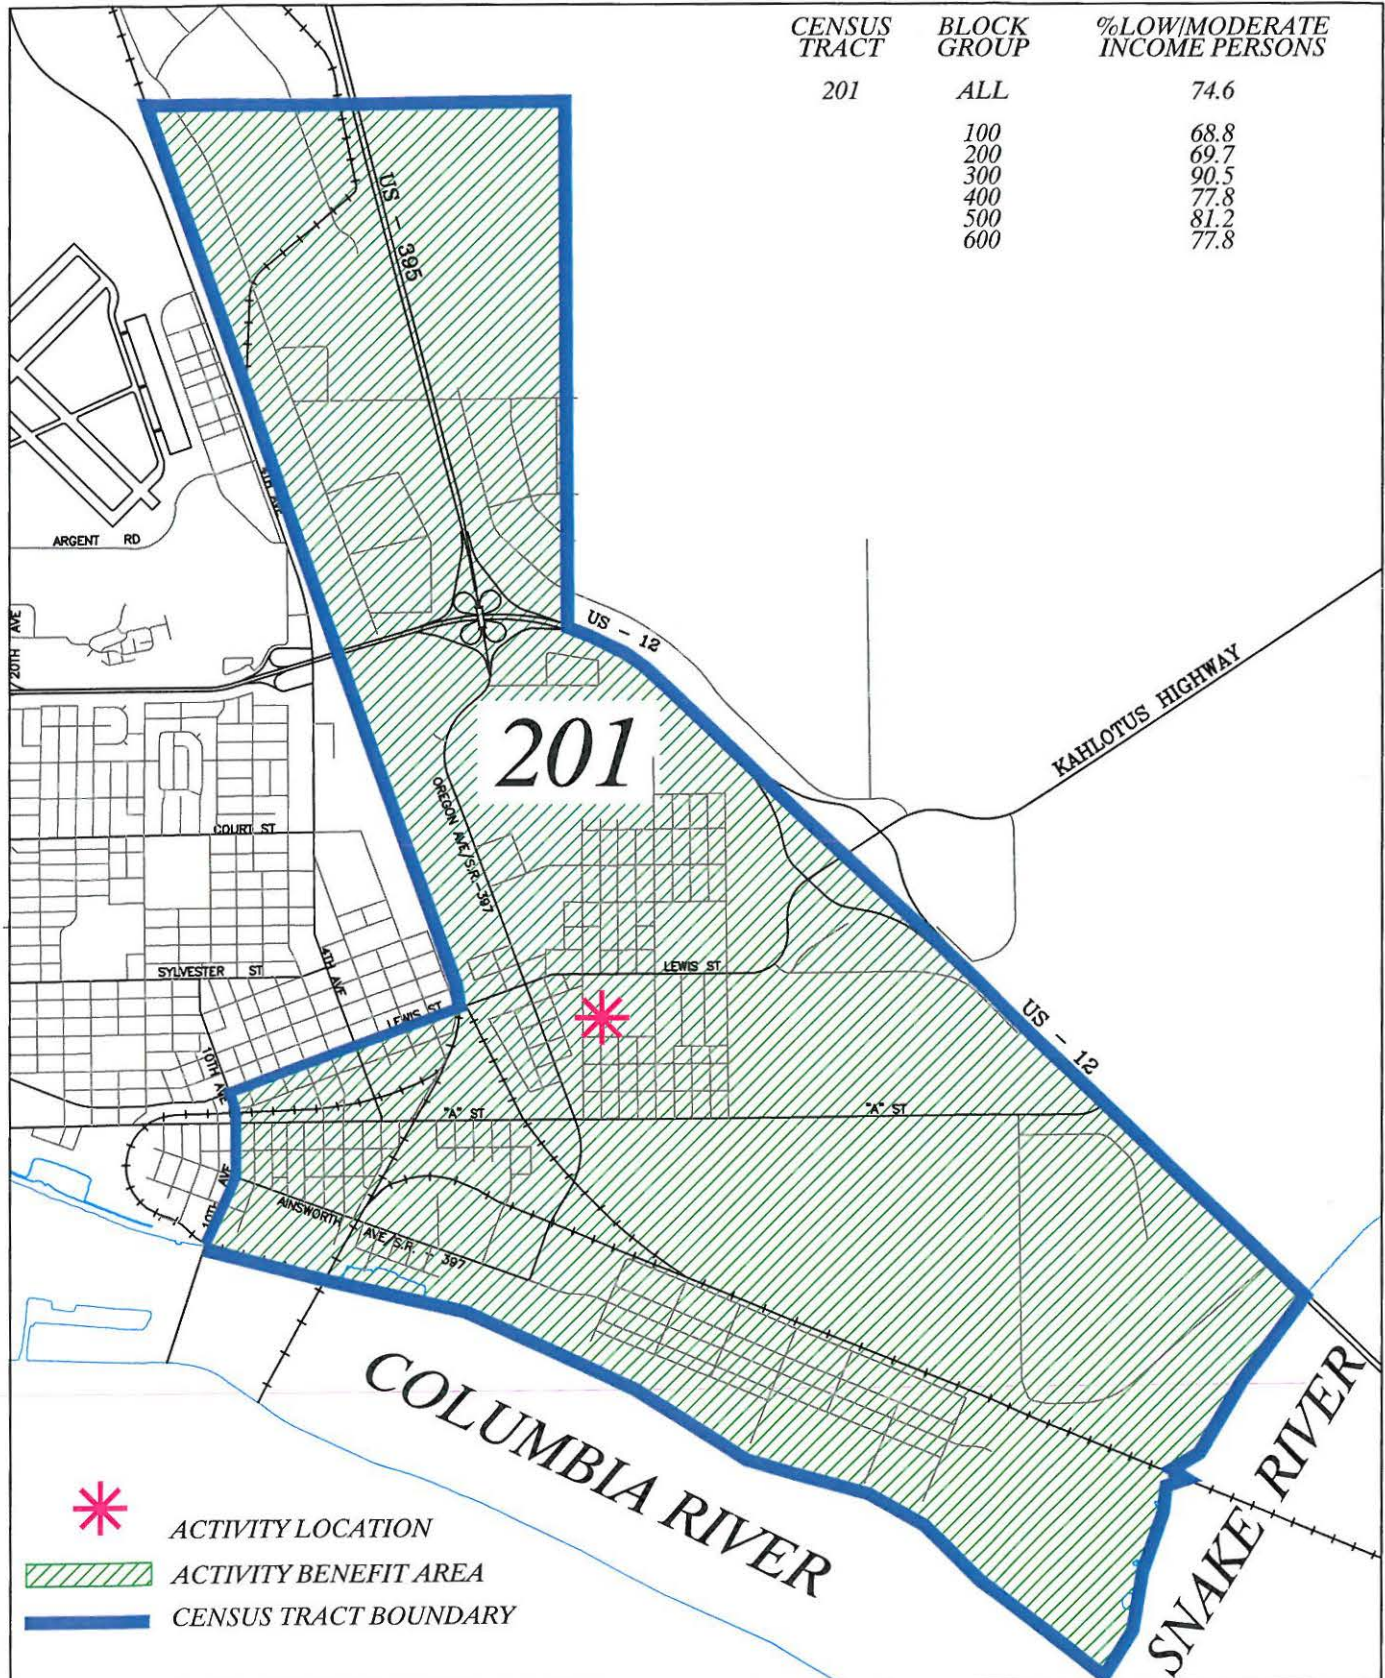 CENSUS TRACT BLOCK GROUP %LOW/MODERATE INCOME PERSONS
201 ALL 74.6
100 68.8
200 69.7
300 90.5
400 77.8
500 81.2
600 77.8
US - 395
4TH AVE
ARGENT RD
20TH AVE
US - 12
KAHLOTUS HIGHWAY
201
OREGON AVE/S.R.-397
COURT ST
SYLVESTER ST
4TH AVE
LEWIS ST
LEWIS ST
US - 12
10TH AVE
"A" ST
"A" ST
10TH AVE
AINSWORTH AVE/S.R. - 397
COLUMBIA RIVER
SNAKE RIVER
ACTIVITY LOCATION
ACTIVITY BENEFIT AREA
CENSUS TRACT BOUNDARY